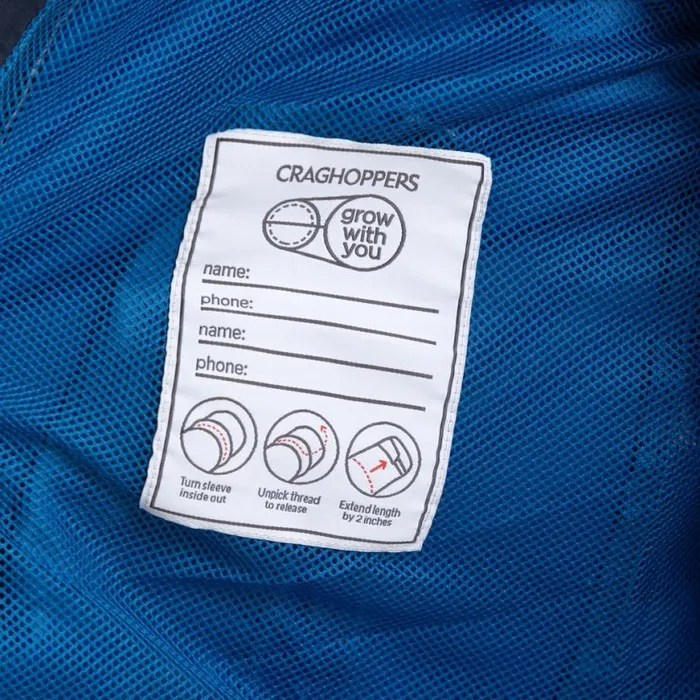 CRAGHOPPERS
grow
with
you
name:
phone:
name:
phone:
Turn sleeve
inside out
Unpick thread
to release
Extend length
by 2 inches